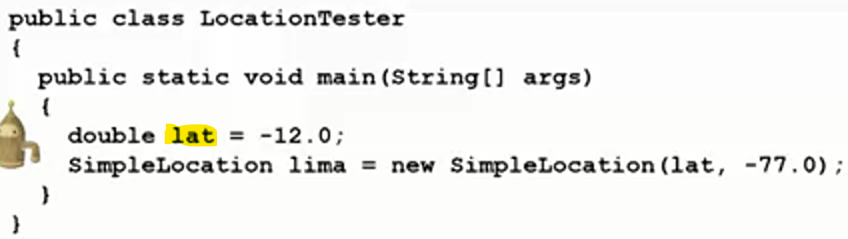 public class LocationTester
{
public static void main(String[] args)
{
double lat = -12.0;
SimpleLocation lima = new SimpleLocation(lat, -77.0);
}
}